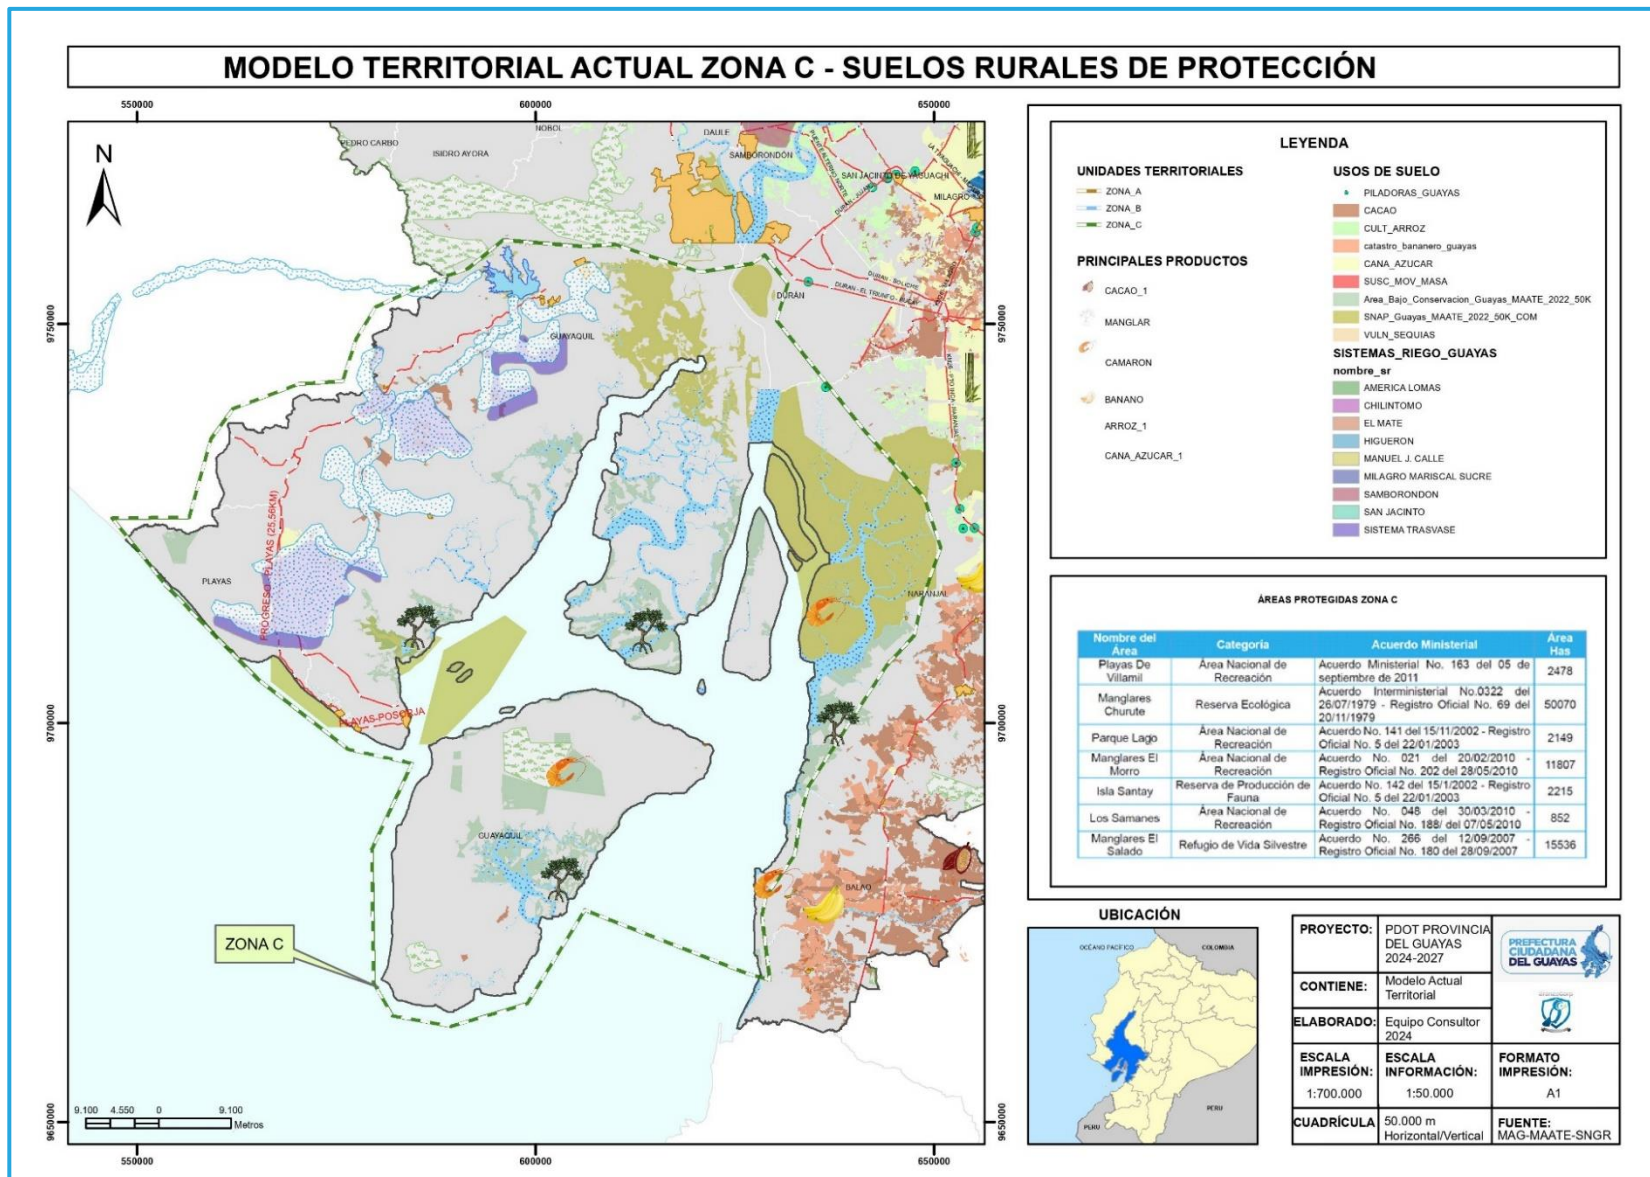 MODELO TERRITORIAL ACTUAL ZONA C - SUELOS RURALES DE PROTECCIÓN
550000
600000
650000
N
PEDRO CARBO
ISIDRO AYORA
NOBOL
DAULE
SAMBORONDÓN
SAN JACINTO DE YAGUACHI
MILAGRO
DURAN - BOLICHE
DURÁN
GUAYAQUIL
PLAYAS
PROGRESO - PLAYAS (25,56KM)
PLAYAS-POSORJA
NARANJAL
GUAYAQUIL
BALAO
ZONA C
9750000
9700000
9650000
9750000
9700000
9650000
9.100 4.550 0 9.100
Metros
550000
600000
650000
LEYENDA
UNIDADES TERRITORIALES
ZONA_A
ZONA_B
ZONA_C
PRINCIPALES PRODUCTOS
CACAO_1
MANGLAR
CAMARON
BANANO
ARROZ_1
CANA_AZUCAR_1
USOS DE SUELO
PILADORAS_GUAYAS
CACAO
CULT_ARROZ
catastro_bananero_guayas
CANA_AZUCAR
SUSC_MOV_MASA
Area_Bajo_Conservacion_Guayas_MAATE_2022_50K
SNAP_Guayas_MAATE_2022_50K_COM
VULN_SEQUIAS
SISTEMAS_RIEGO_GUAYAS
nombre_sr
AMERICA LOMAS
CHILINTOMO
EL MATE
HIGUERON
MANUEL J. CALLE
MILAGRO MARISCAL SUCRE
SAMBORONDON
SAN JACINTO
SISTEMA TRASVASE
ÁREAS PROTEGIDAS ZONA C
Nombre del Área Categoría Acuerdo Ministerial Área Has
Playas De Villamil Área Nacional de Recreación Acuerdo Ministerial No. 163 del 05 de septiembre de 2011 2478
Manglares Churute Reserva Ecológica Acuerdo Interministerial No.0322 del 26/07/1979 - Registro Oficial No. 69 del 20/11/1979 50070
Parque Lago Área Nacional de Recreación Acuerdo No. 141 del 15/11/2002 - Registro Oficial No. 5 del 22/01/2003 2149
Manglares El Morro Área Nacional de Recreación Acuerdo No. 021 del 20/02/2010 - Registro Oficial No. 202 del 28/05/2010 11807
Isla Santay Reserva de Producción de Fauna Acuerdo No. 142 del 15/1/2002 - Registro Oficial No. 5 del 22/01/2003 2215
Los Samanes Área Nacional de Recreación Acuerdo No. 048 del 30/03/2010 - Registro Oficial No. 188/ del 07/05/2010 852
Manglares El Salado Refugio de Vida Silvestre Acuerdo No. 266 del 12/09/2007 - Registro Oficial No. 180 del 28/09/2007 15536
UBICACIÓN
OCÉANO PACÍFICO
COLOMBIA
PERU
PERU
PROYECTO: PDOT PROVINCIA DEL GUAYAS 2024-2027
PREFECTURA
CIUDADANA
DEL GUAYAS
CONTIENE: Modelo Actual Territorial
ELABORADO: Equipo Consultor 2024
ESCALA IMPRESIÓN: 1:700.000
ESCALA INFORMACIÓN: 1:50.000
FORMATO IMPRESIÓN: A1
CUADRÍCULA 50.000 m Horizontal/Vertical
FUENTE: MAG-MAATE-SNGR